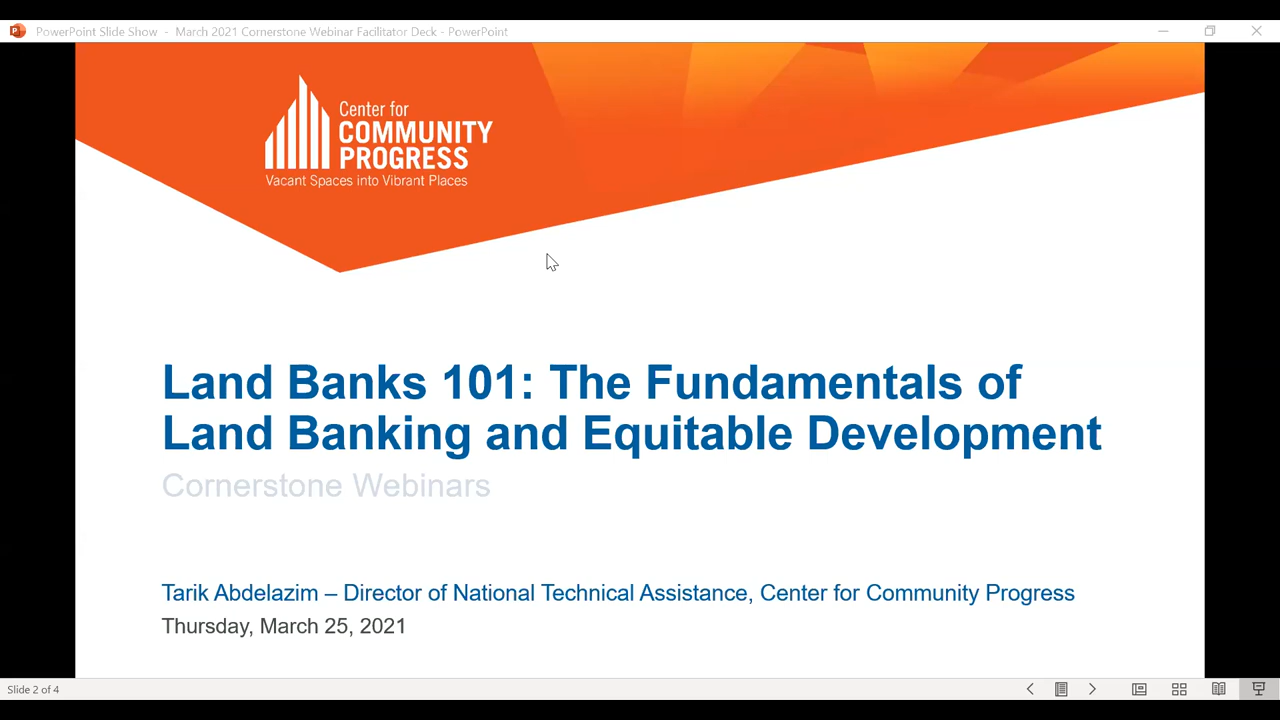 PowerPoint Slide Show - March 2021 Cornerstone Webinar Facilitator Deck - PowerPoint
Center for
COMMUNITY
PROGRESS
Vacant Spaces into Vibrant Places
Land Banks 101: The Fundamentals of
Land Banking and Equitable Development
Cornerstone Webinars
Tarik Abdelazim – Director of National Technical Assistance, Center for Community Progress
Thursday, March 25, 2021
Slide 2 of 4